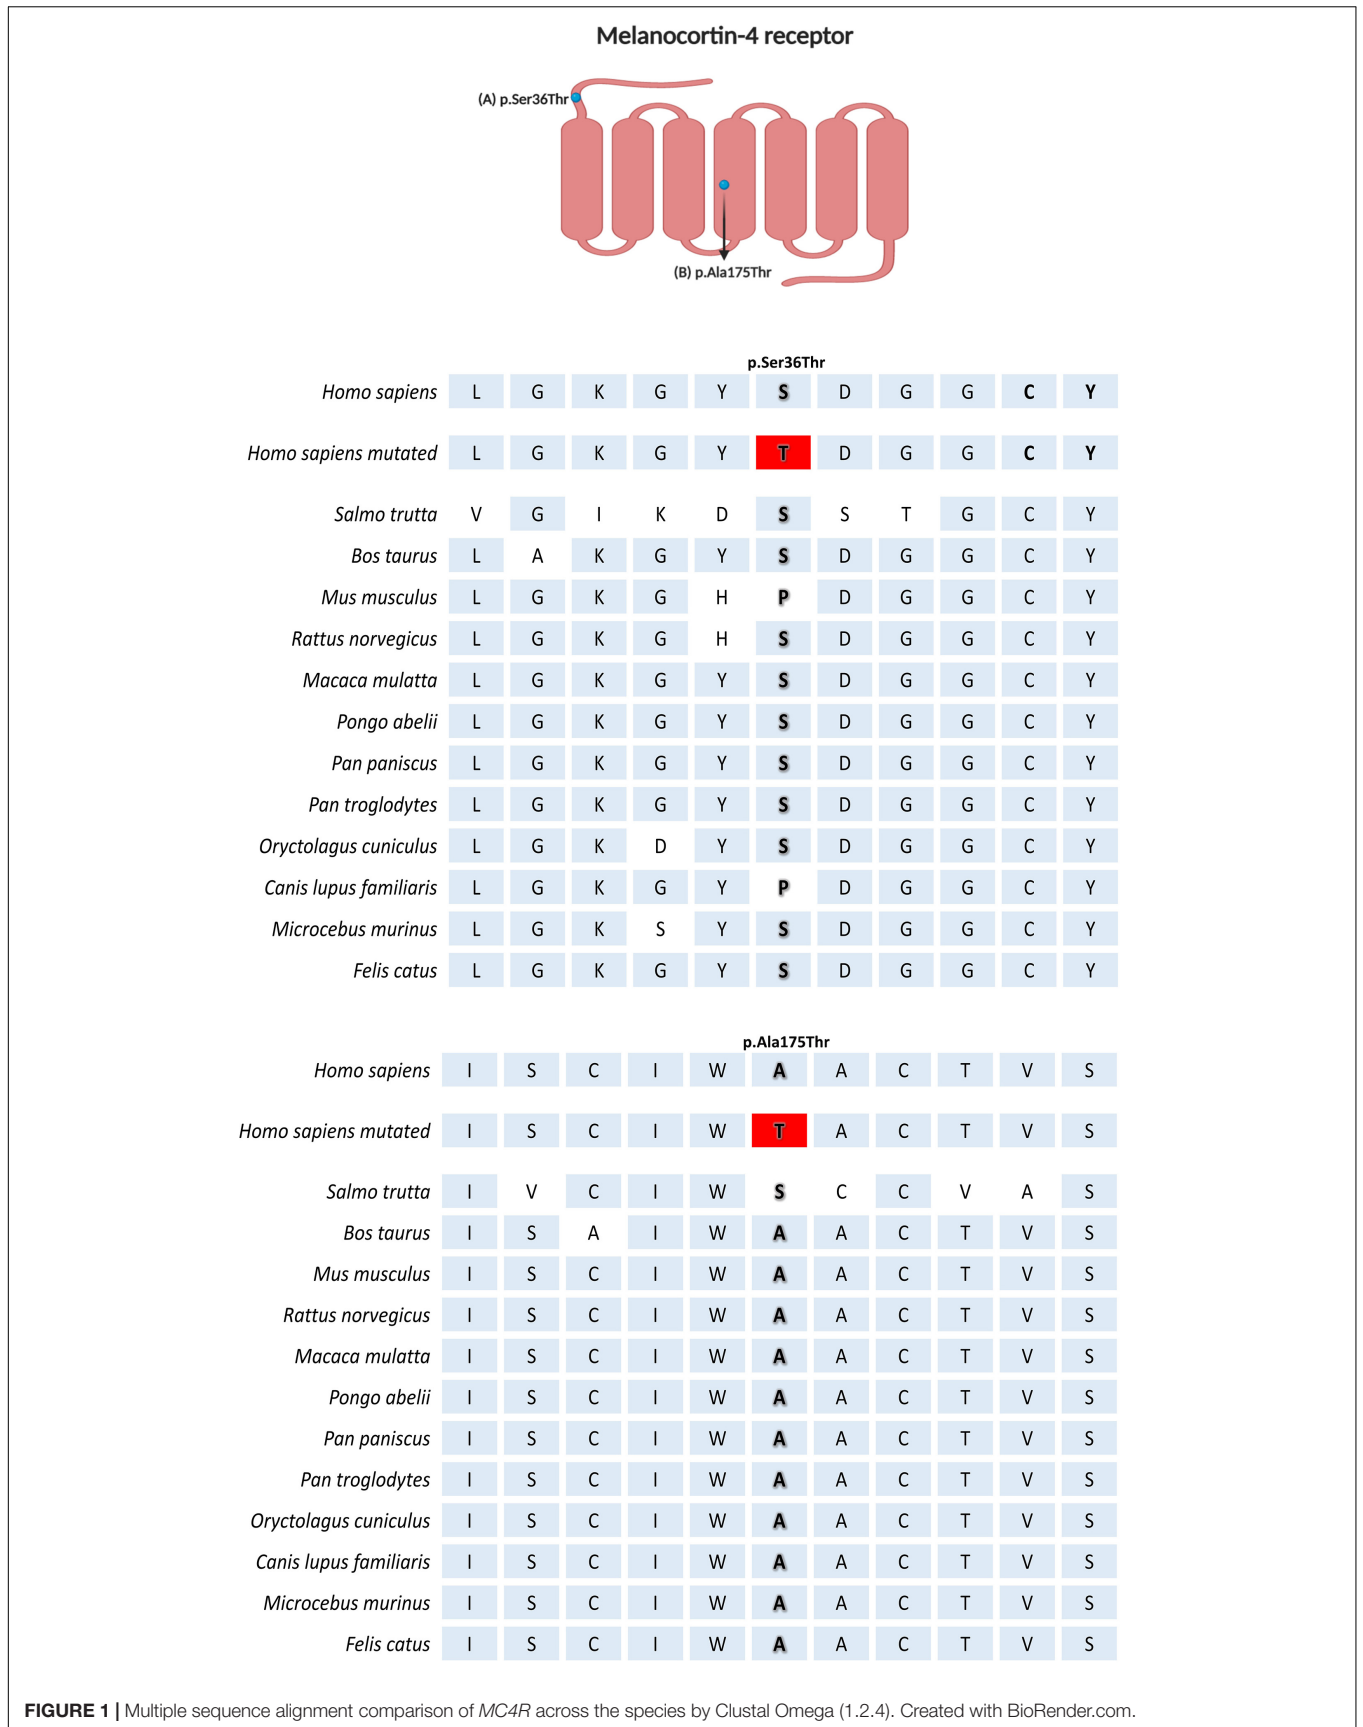 Melanocortin-4 receptor
(A) p.Ser36Thr
(B) p.Ala175Thr
p.Ser36Thr
Homo sapiens L G K G Y S D G G C Y
Homo sapiens mutated L G K G Y T D G G C Y
Salmo trutta V G I K D S S T G C Y
Bos taurus L A K G Y S D G G C Y
Mus musculus L G K G H P D G G C Y
Rattus norvegicus L G K G H S D G G C Y
Macaca mulatta L G K G Y S D G G C Y
Pongo abelii L G K G Y S D G G C Y
Pan paniscus L G K G Y S D G G C Y
Pan troglodytes L G K G Y S D G G C Y
Oryctolagus cuniculus L G K D Y S D G G C Y
Canis lupus familiaris L G K G Y P D G G C Y
Microcebus murinus L G K S Y S D G G C Y
Felis catus L G K G Y S D G G C Y
p.Ala175Thr
Homo sapiens I S C I W A A C T V S
Homo sapiens mutated I S C I W T A C T V S
Salmo trutta I V C I W S C C V A S
Bos taurus I S A I W A A C T V S
Mus musculus I S C I W A A C T V S
Rattus norvegicus I S C I W A A C T V S
Macaca mulatta I S C I W A A C T V S
Pongo abelii I S C I W A A C T V S
Pan paniscus I S C I W A A C T V S
Pan troglodytes I S C I W A A C T V S
Oryctolagus cuniculus I S C I W A A C T V S
Canis lupus familiaris I S C I W A A C T V S
Microcebus murinus I S C I W A A C T V S
Felis catus I S C I W A A C T V S
FIGURE 1 | Multiple sequence alignment comparison of MC4R across the species by Clustal Omega (1.2.4). Created with BioRender.com.